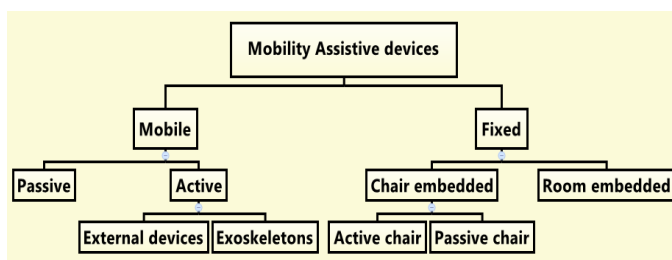 Mobility Assistive devices
Mobile
Fixed
Passive
Active
Chair embedded
Room embedded
External devices
Exoskeletons
Active chair
Passive chair